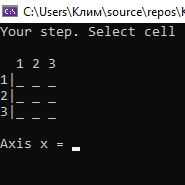 C:\Users\Клим\source\repos\
Your step. Select cell
  1 2 3
1|_ _ _
2|_ _ _
3|_ _ _
Axis x = _